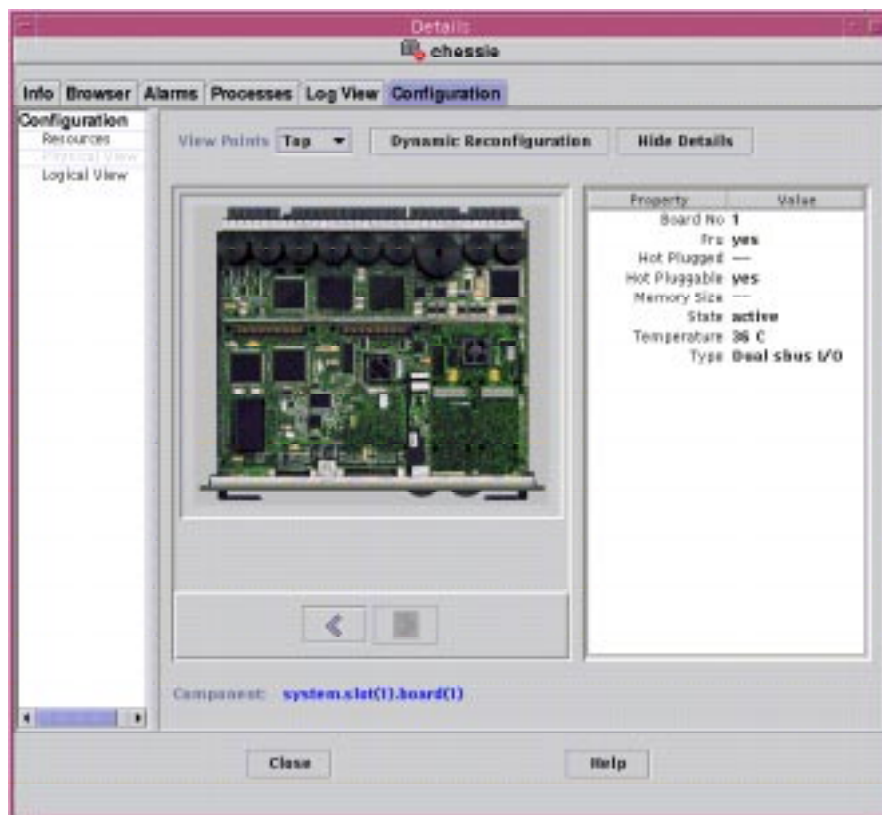 Details
chessie
Info Browser Alarms Processes Log View Configuration
Configuration
Resources
Physical View
Logical View
View Points Top Dynamic Reconfiguration Hide Details
Property Value
Board No 1
Fru yes
Hot Plugged —
Hot Pluggable yes
Memory Size —
State active
Temperature 36 C
Type Dual sbus I/O
Component: system.slot(1).board(1)
Close Help